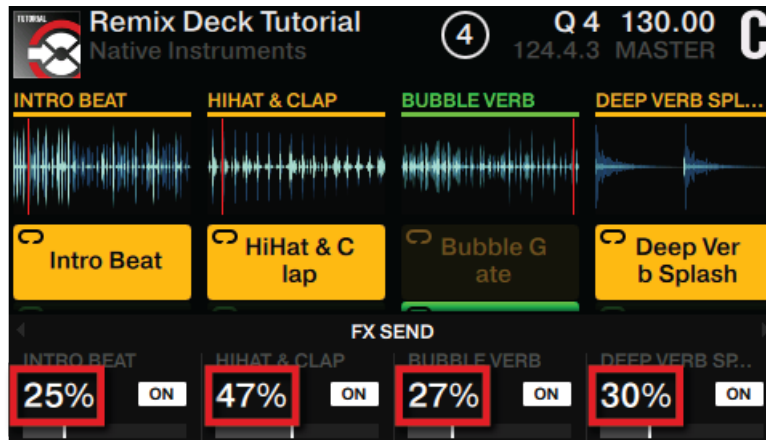 TUTORIAL
Remix Deck Tutorial
Native Instruments
4
Q 4 130.00
124.4.3 MASTER
C
INTRO BEAT HIHAT & CLAP BUBBLE VERB DEEP VERB SPL...
Intro Beat
HiHat & C
lap
Bubble G
ate
Deep Ver
b Splash
FX SEND
INTRO BEAT HIHAT & CLAP BUBBLE VERB DEEP VERB SP...
25% ON 47% ON 27% ON 30% ON